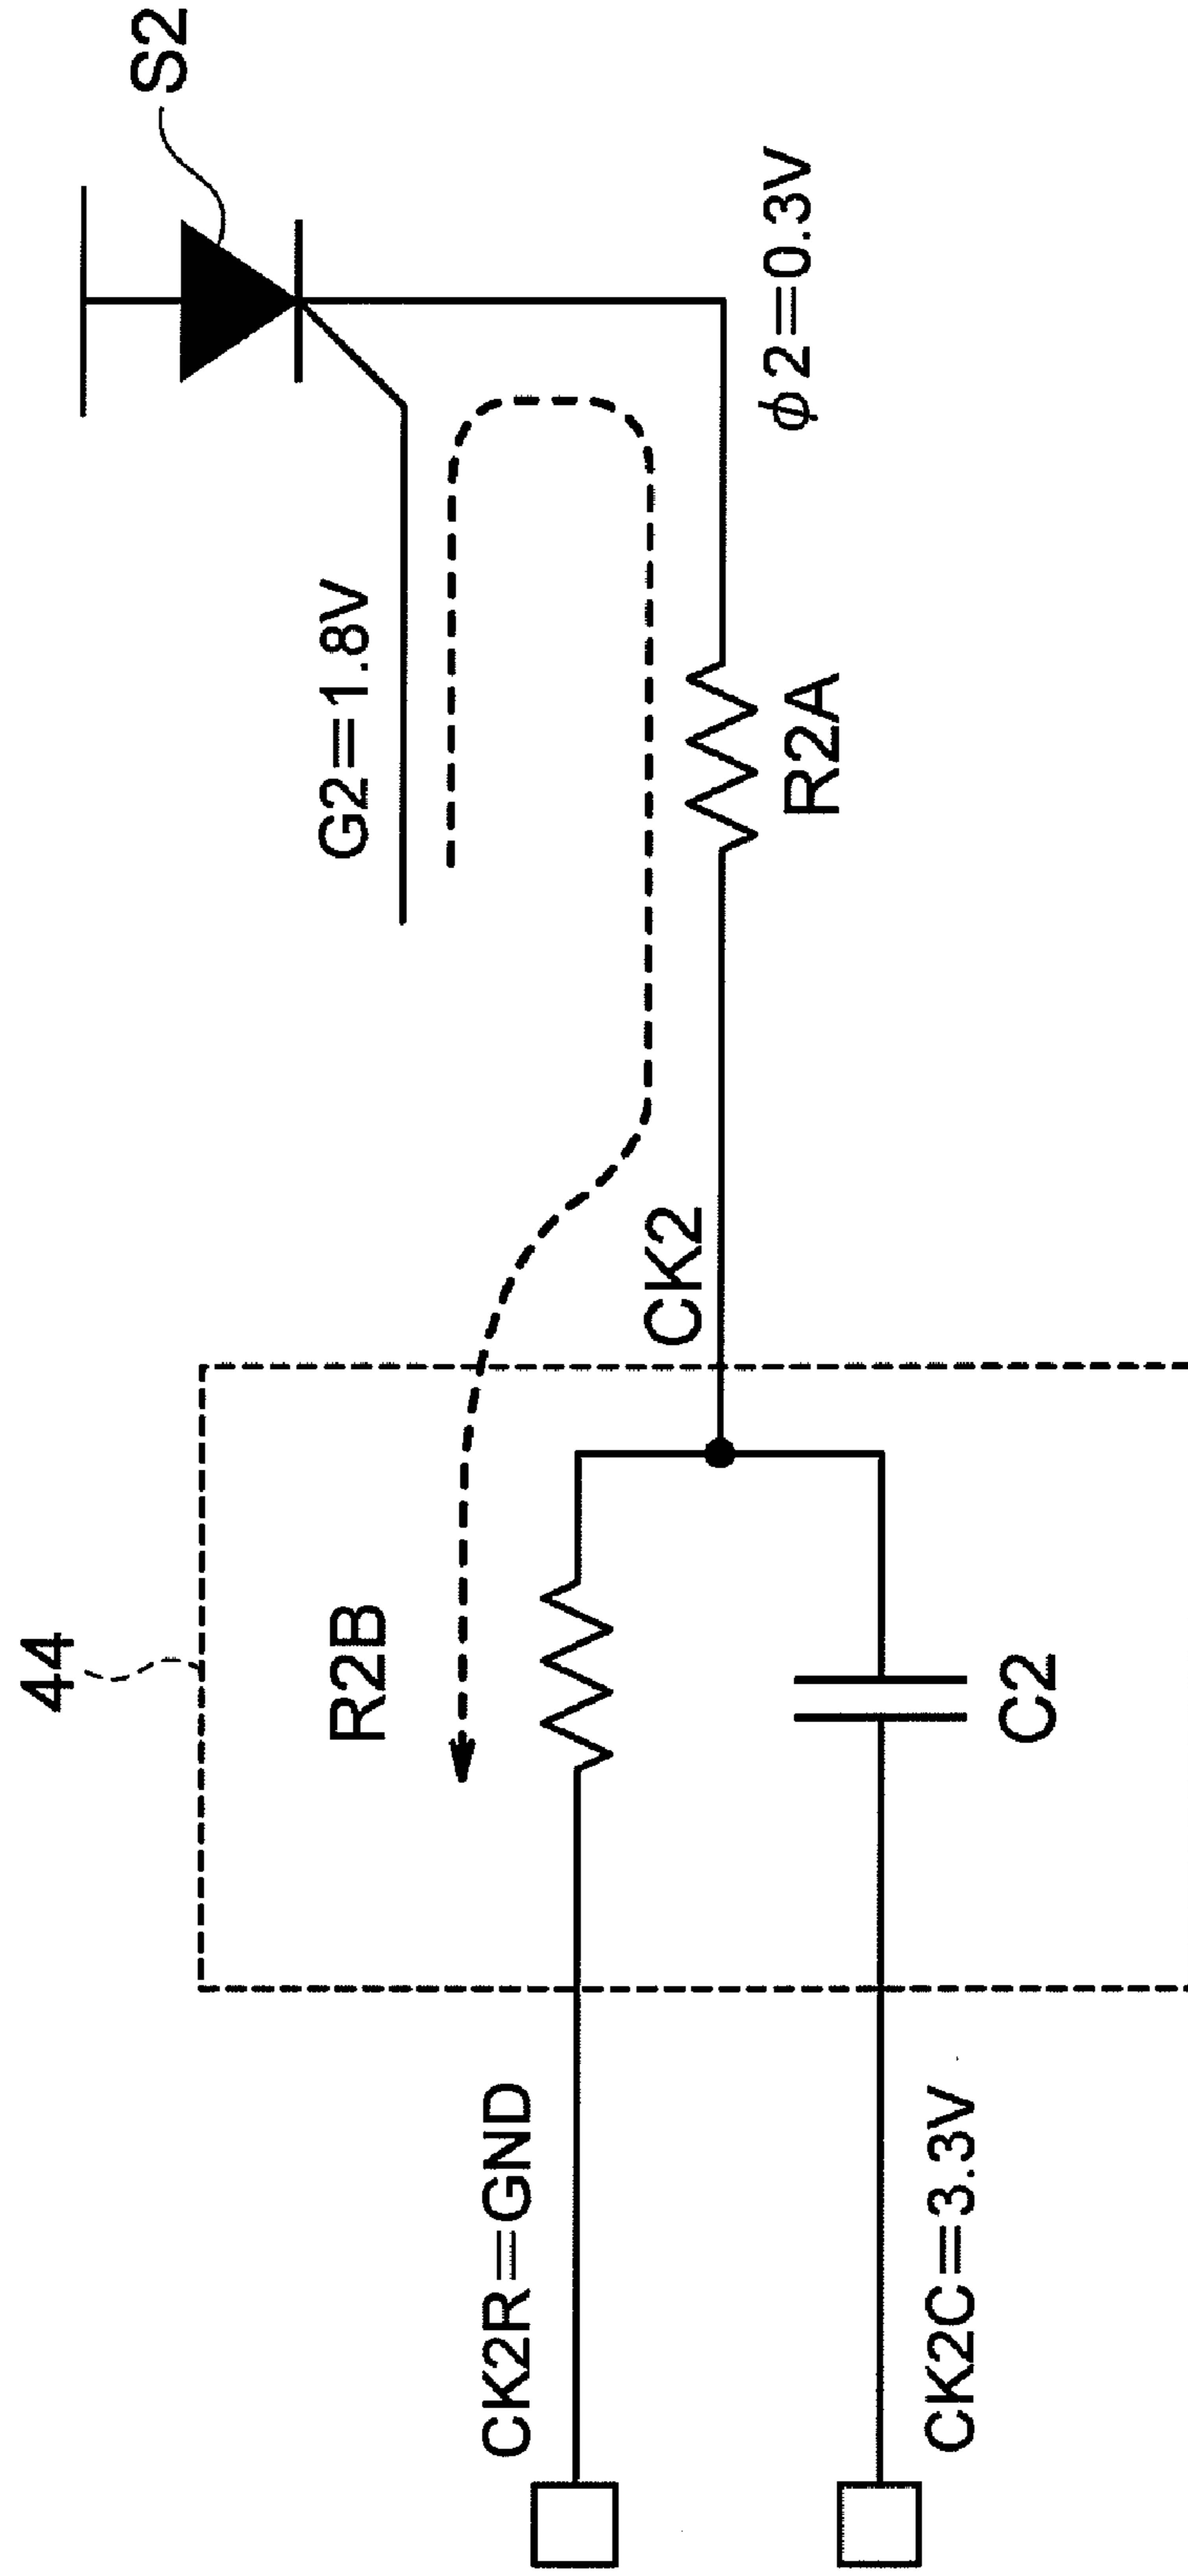 S2
G2=1.8V
ϕ2=0.3V
R2A
CK2
44
R2B
C2
CK2R=GND
CK2C=3.3V